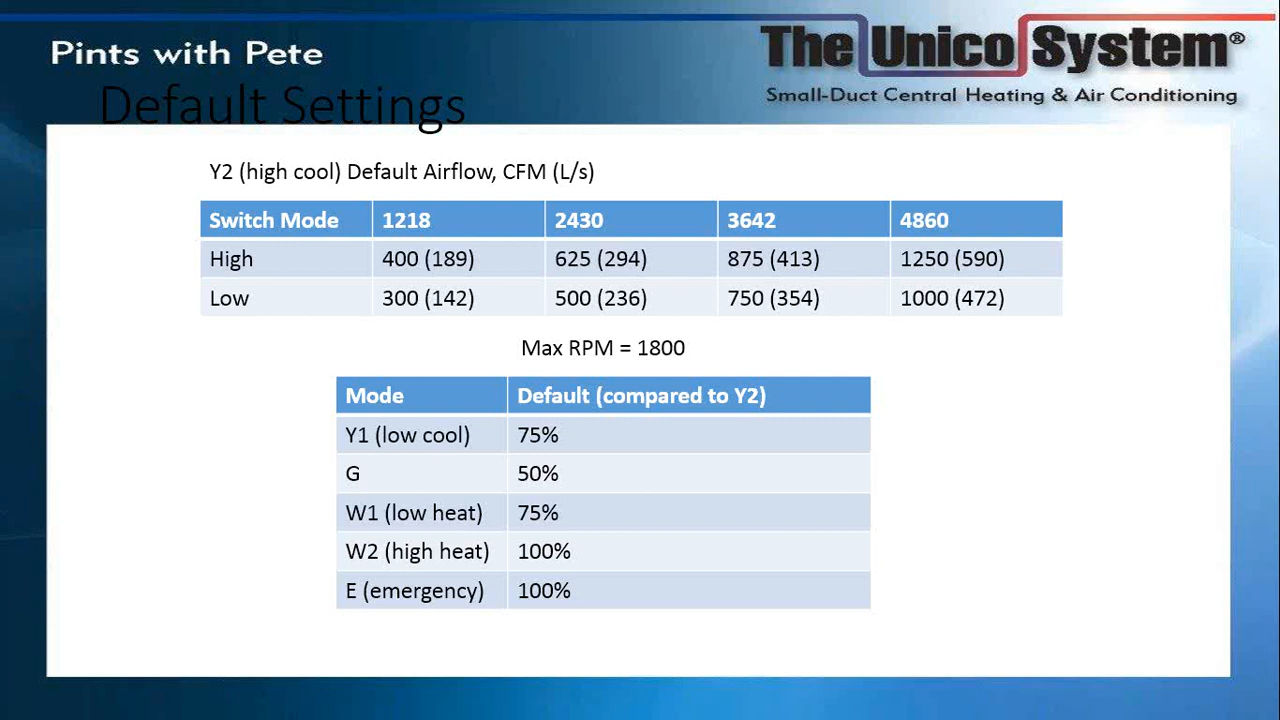 Pints with Pete
The Unico System®
Small-Duct Central Heating & Air Conditioning
Default Settings
Y2 (high cool) Default Airflow, CFM (L/s)
Switch Mode 1218 2430 3642 4860
High 400 (189) 625 (294) 875 (413) 1250 (590)
Low 300 (142) 500 (236) 750 (354) 1000 (472)
Max RPM = 1800
Mode Default (compared to Y2)
Y1 (low cool) 75%
G 50%
W1 (low heat) 75%
W2 (high heat) 100%
E (emergency) 100%